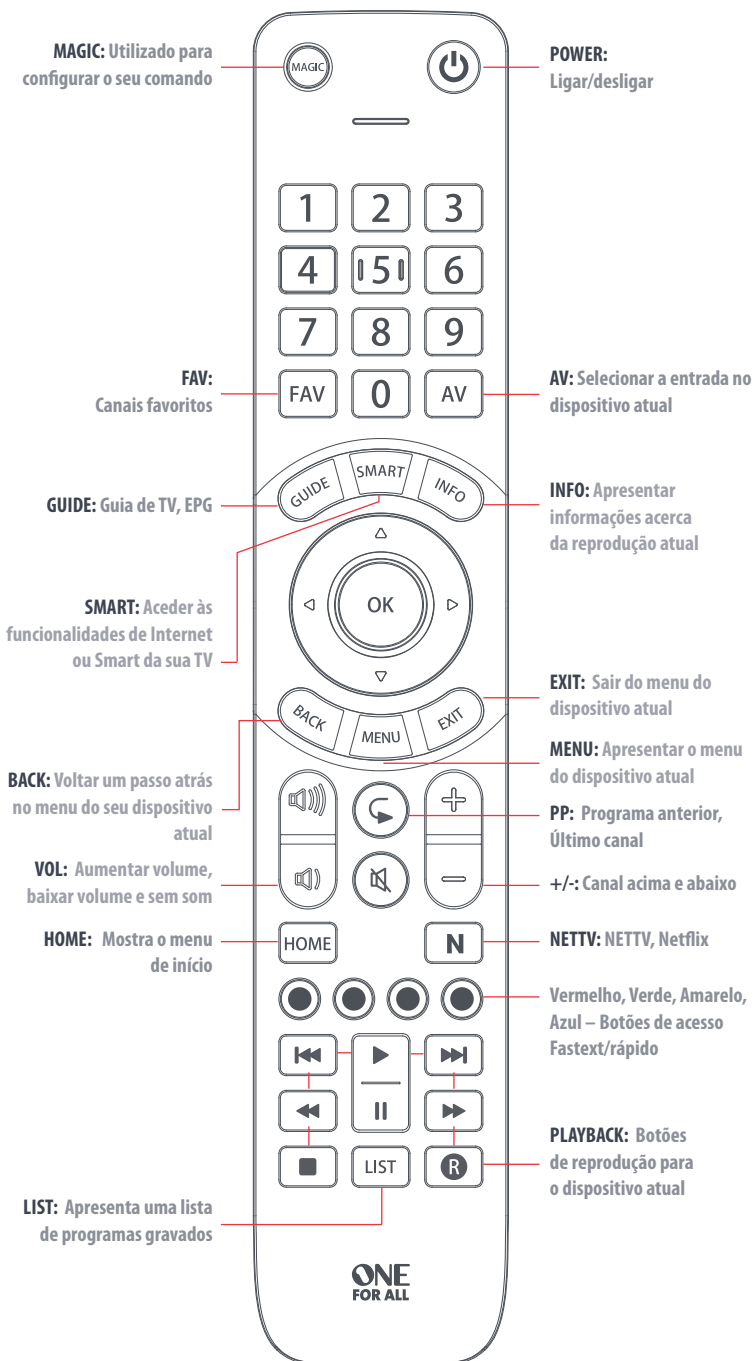 MAGIC: Utilizado para
configurar o seu comando
MAGIC
POWER:
Ligar/desligar
1 2 3
4 5 6
7 8 9
FAV:
Canais favoritos
FAV 0 AV
AV: Selecionar a entrada no
dispositivo atual
GUIDE SMART INFO
GUIDE: Guia de TV, EPG
INFO: Apresentar
informações acerca
da reprodução atual
OK
SMART: Aceder às
funcionalidades de Internet
ou Smart da sua TV
EXIT: Sair do menu do
dispositivo atual
BACK MENU EXIT
MENU: Apresentar o menu
do dispositivo atual
BACK: Voltar um passo atrás
no menu do seu dispositivo
atual
PP: Programa anterior,
Último canal
VOL: Aumentar volume,
baixar volume e sem som
+/-: Canal acima e abaixo
HOME: Mostra o menu
de início
HOME N
NETTV: NETTV, Netflix
Vermelho, Verde, Amarelo,
Azul – Botões de acesso
Fastext/rápido
PLAYBACK: Botões
de reprodução para
o dispositivo atual
LIST R
LIST: Apresenta uma lista
de programas gravados
ONE
FOR ALL